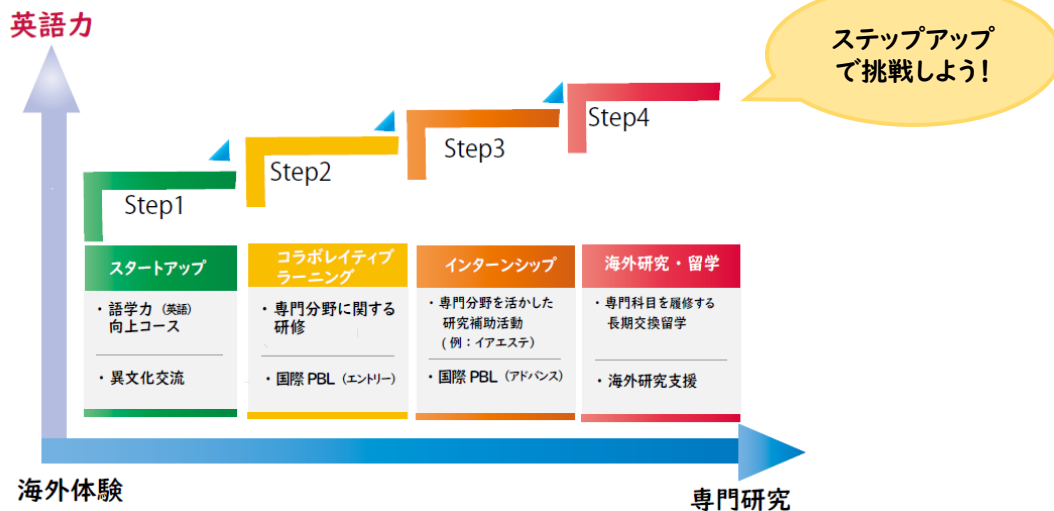 英語力
ステップアップ
で挑戦しよう!
Step1
Step2
Step3
Step4
スタートアップ
・語学力（英語）
向上コース
・異文化交流
コラボレイティブ
ラーニング
・専門分野に関する
研修
・国際PBL（エントリー）
インターンシップ
・専門分野を活かした
研究補助活動
(例：イアエステ)
・国際PBL（アドバンス）
海外研究・留学
・専門科目を履修する
長期交換留学
・海外研究支援
海外体験
専門研究